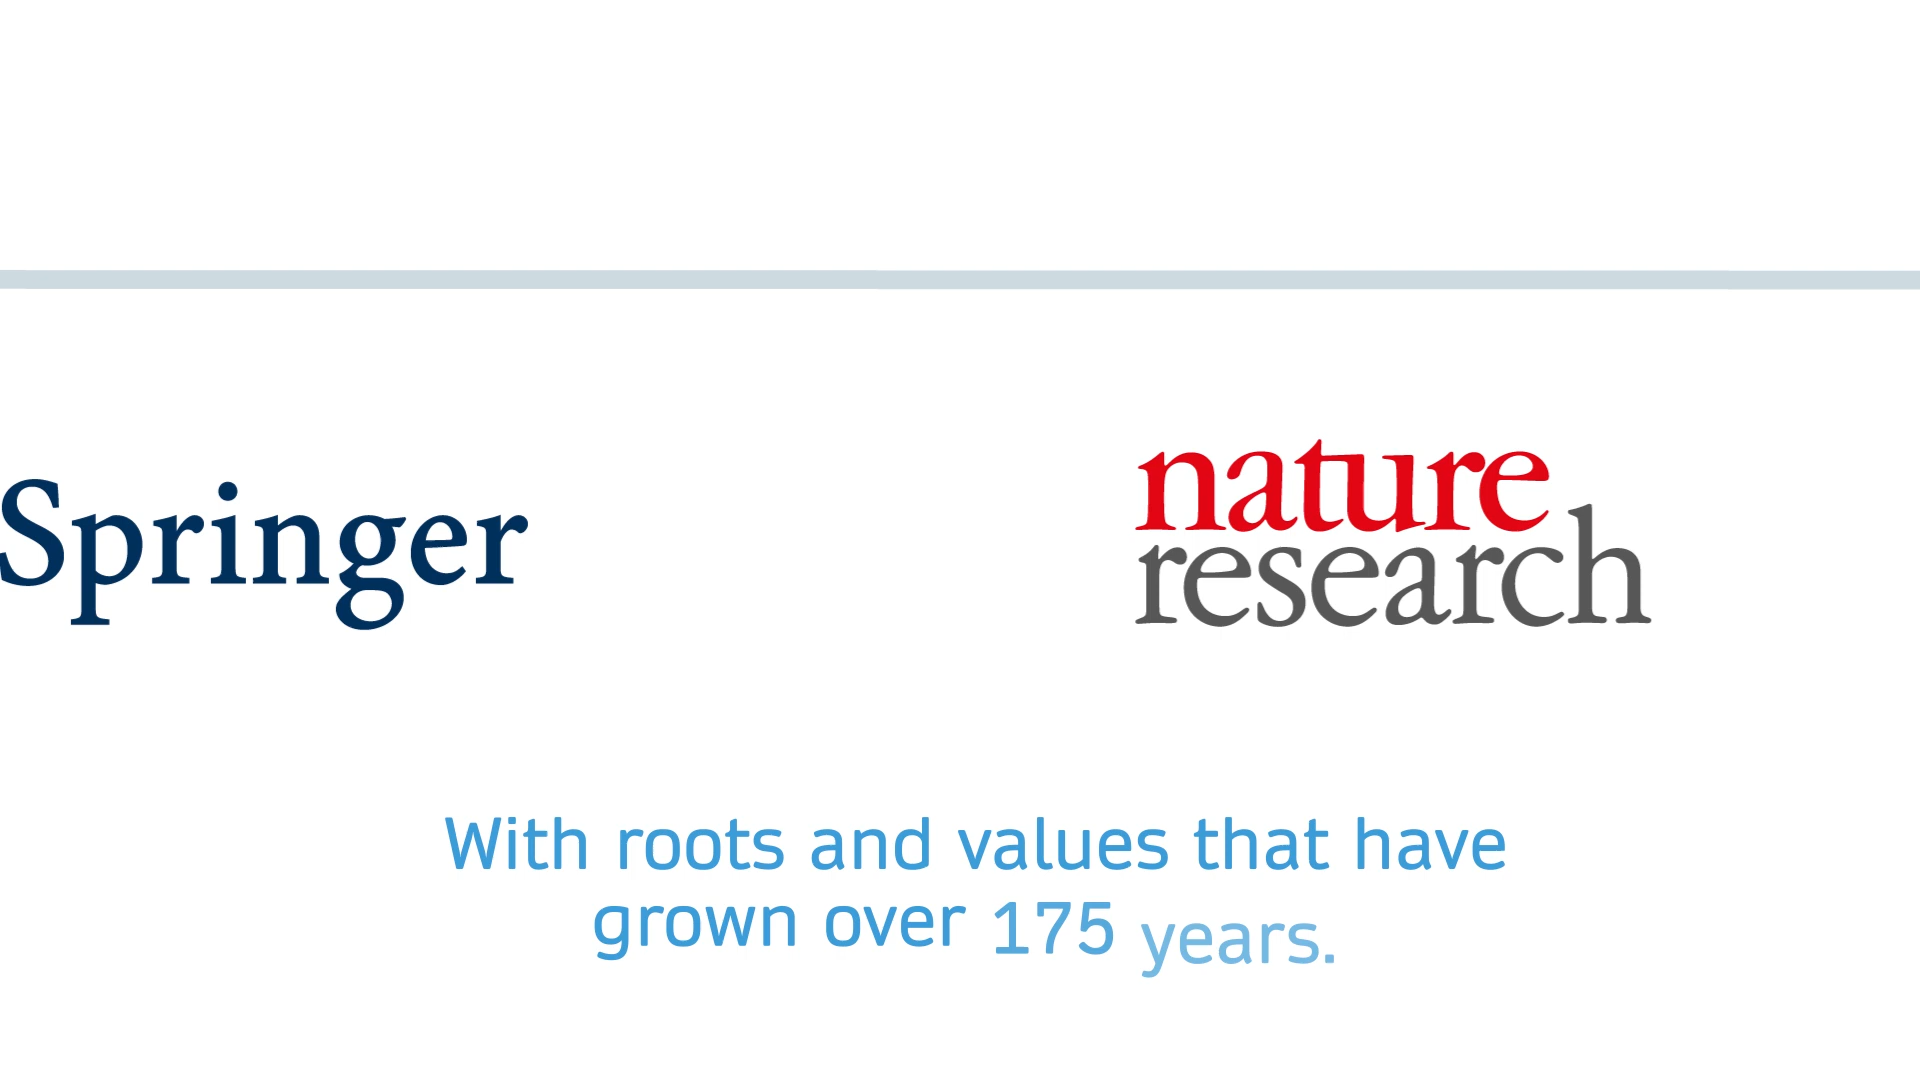 Springer
nature
research
With roots and values that have
grown over 175 years.